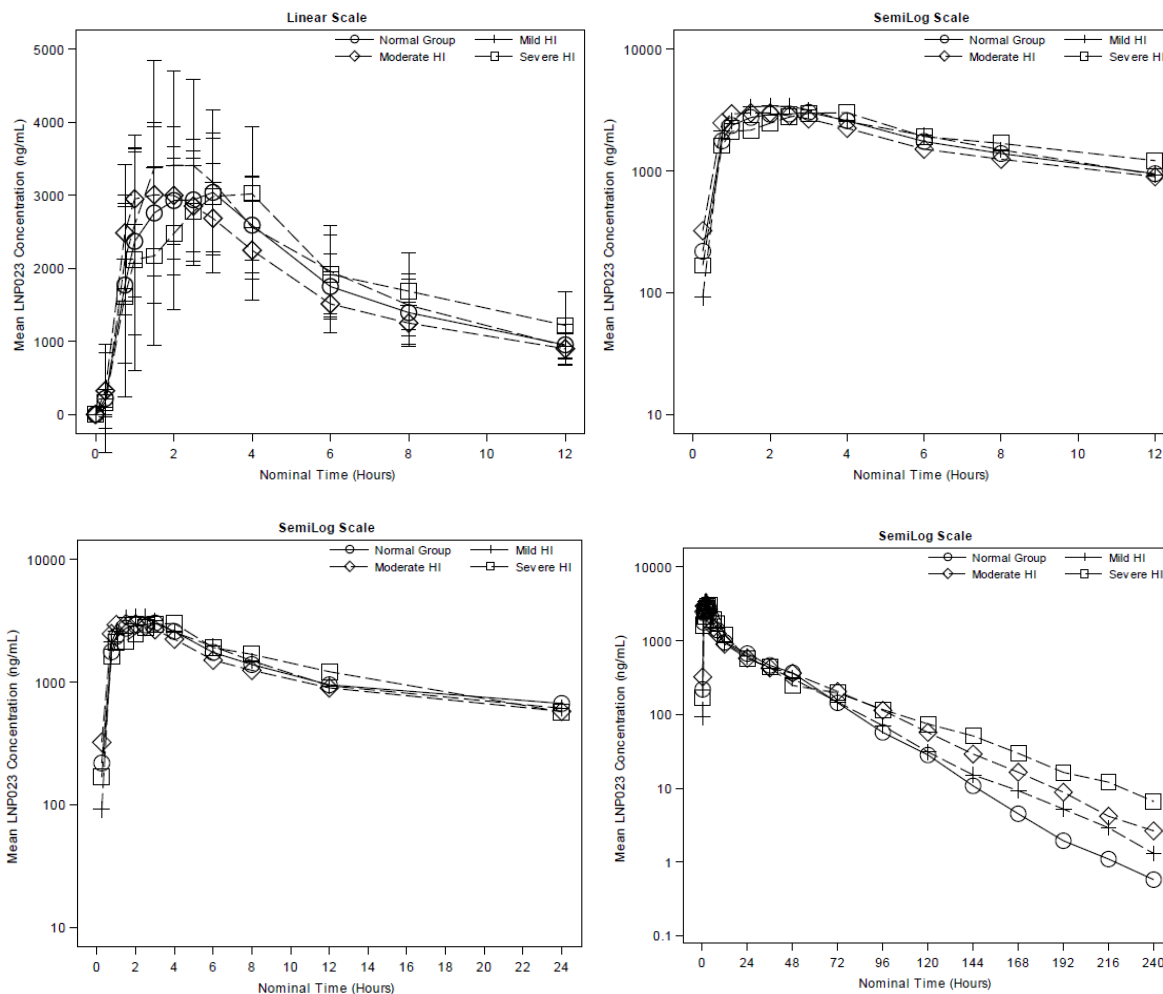 Linear Scale
Normal Group Mild HI
Moderate HI Severe HI
5000
4000
3000
2000
1000
0
Mean LNP023 Concentration (ng/mL)
0 2 4 6 8 10 12
Nominal Time (Hours)
SemiLog Scale
Normal Group Mild HI
Moderate HI Severe HI
10000
1000
100
10
Mean LNP023 Concentration (ng/mL)
0 2 4 6 8 10 12
Nominal Time (Hours)
SemiLog Scale
Normal Group Mild HI
Moderate HI Severe HI
10000
1000
100
10
Mean LNP023 Concentration (ng/mL)
0 2 4 6 8 10 12 14 16 18 20 22 24
Nominal Time (Hours)
SemiLog Scale
Normal Group Mild HI
Moderate HI Severe HI
10000
1000
100
10
1
0.1
Mean LNP023 Concentration (ng/mL)
0 24 48 72 96 120 144 168 192 216 240
Nominal Time (Hours)